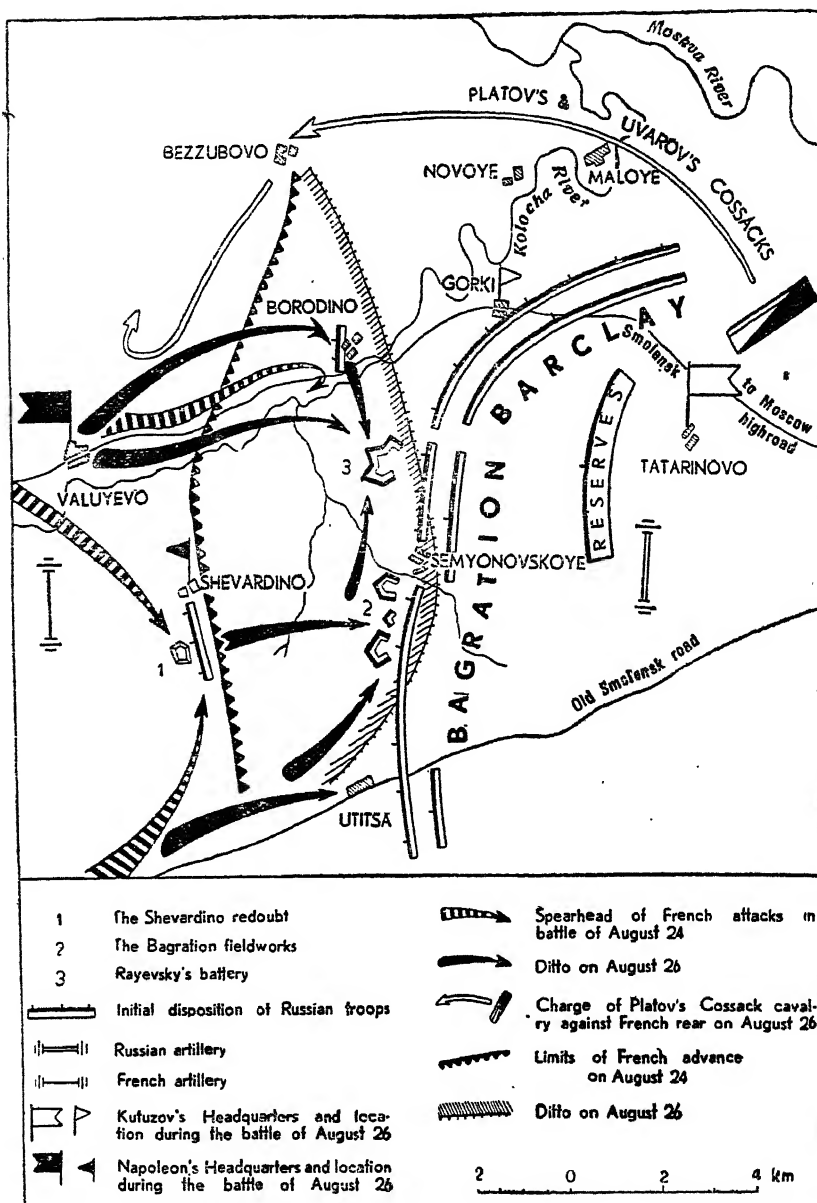 Moskva River
PLATOV'S &
UVAROV'S COSSACKS
BEZZUBOVO
NOVOYE
MALOYE
Kolocha River
GORKI
BORODINO
BARCLAY
Smolensk
to Moscow
highroad
RESERVES
TATARINOVO
VALUYEVO
3
BAGRATION
SEMYONOVSKOYE
SHEVARDINO
2
1
Old Smolensk road
UTITSA
1 The Shevardino redoubt
2 The Bagration fieldworks
3 Rayevsky's battery
Initial disposition of Russian troops
Russian artillery
French artillery
Kutuzov's Headquarters and loca-
tion during the battle of August 26
Napoleon's Headquarters and location
during the battle of August 26
Spearhead of French attacks in
battle of August 24
Ditto on August 26
Charge of Platov's Cossack caval-
ry against French rear on August 26
Limits of French advance
on August 24
Ditto on August 26
2 0 2 4 km